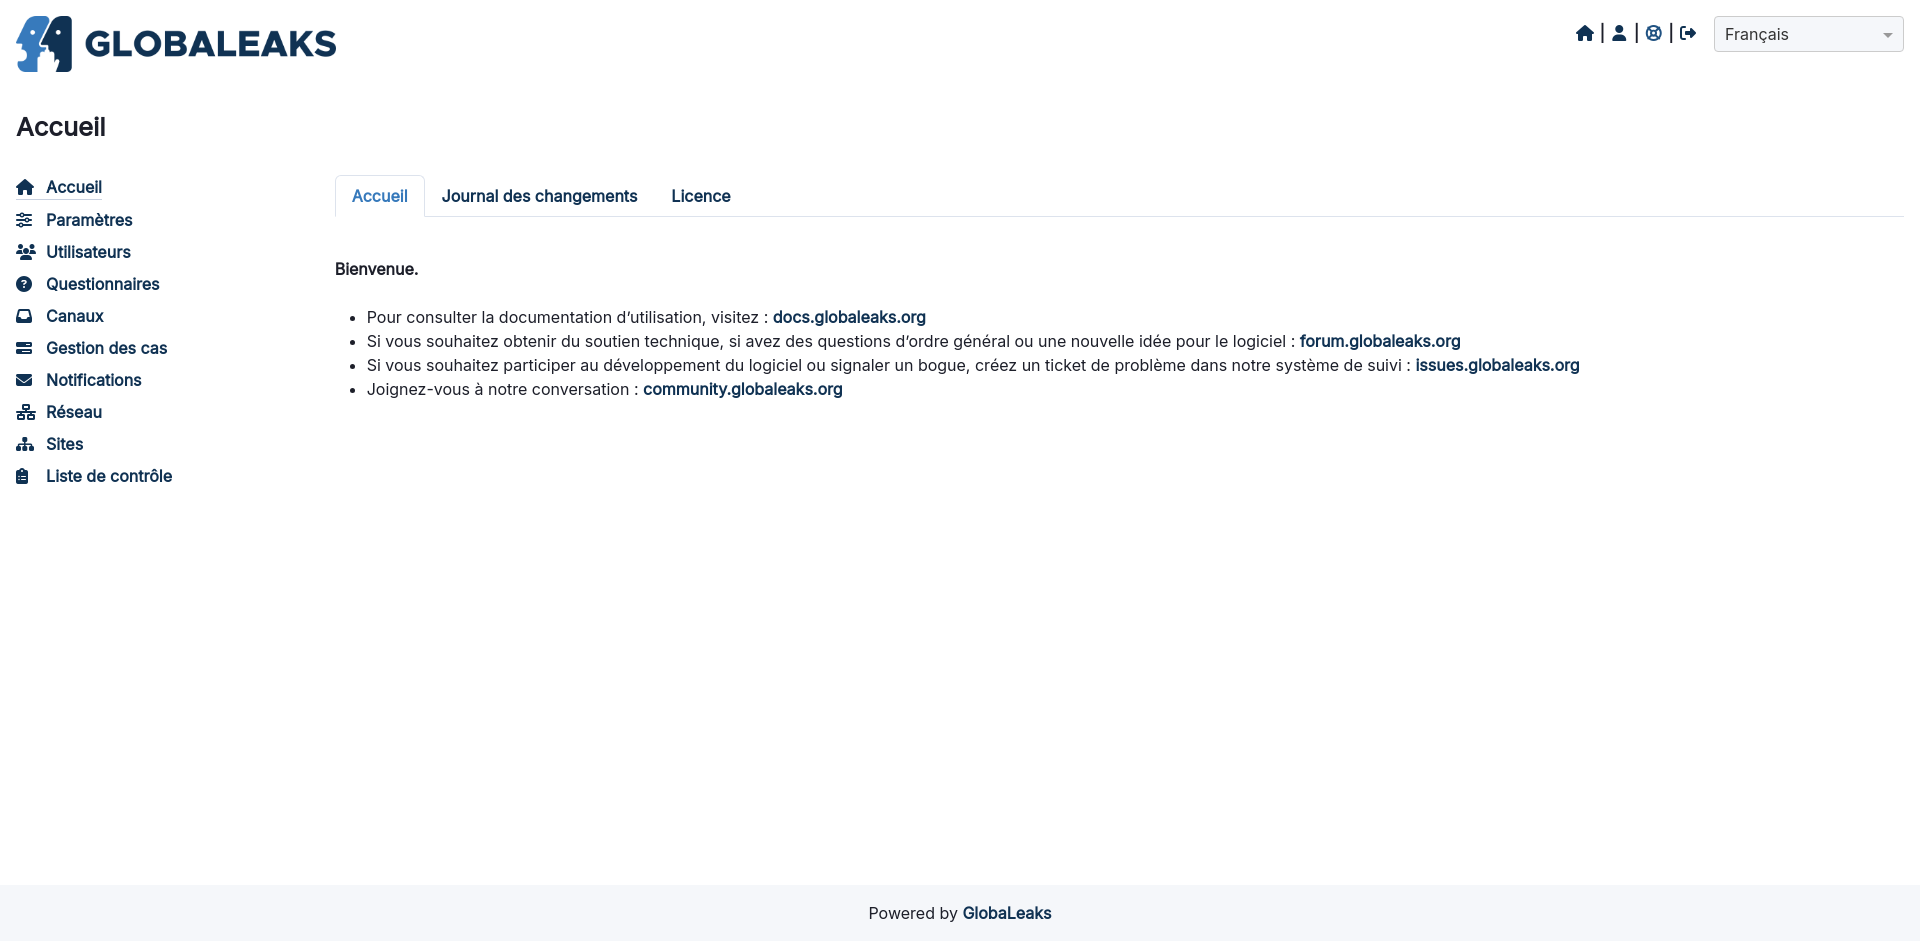 GLOBALEAKS
| | |
Français
Accueil
Accueil
Paramètres
Utilisateurs
Questionnaires
Canaux
Gestion des cas
Notifications
Réseau
Sites
Liste de contrôle
Accueil
Journal des changements
Licence
Bienvenue.
Pour consulter la documentation d’utilisation, visitez : docs.globaleaks.org
Si vous souhaitez obtenir du soutien technique, si avez des questions d’ordre général ou une nouvelle idée pour le logiciel : forum.globaleaks.org
Si vous souhaitez participer au développement du logiciel ou signaler un bogue, créez un ticket de problème dans notre système de suivi : issues.globaleaks.org
Joignez-vous à notre conversation : community.globaleaks.org
Powered by GlobaLeaks